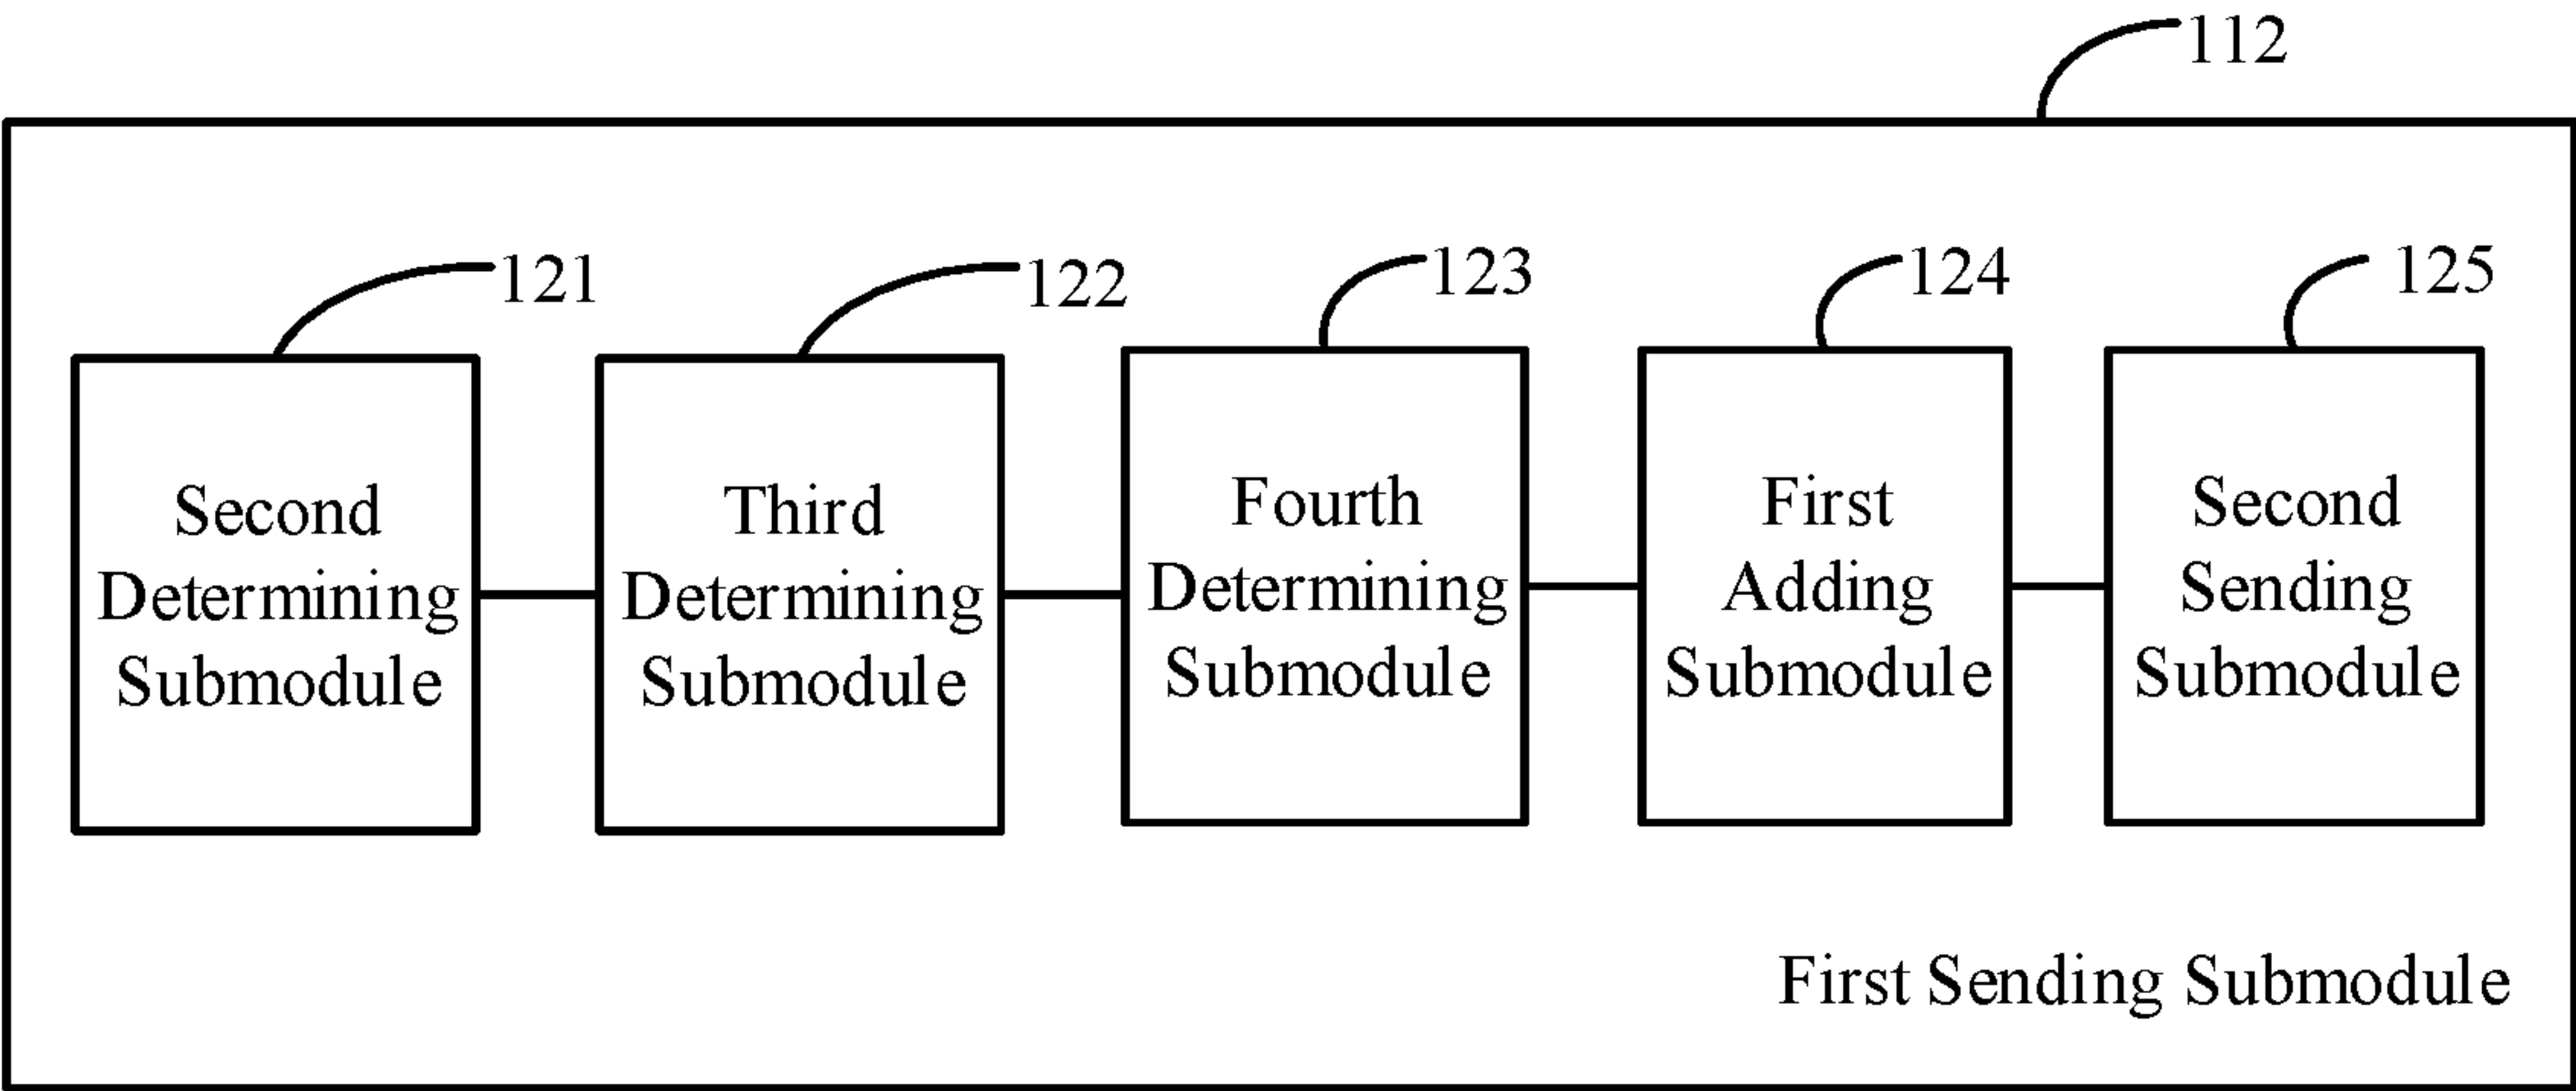 112
121
122
123
124
125
Second
Determining
Submodule
Third
Determining
Submodule
Fourth
Determining
Submodule
First
Adding
Submodule
Second
Sending
Submodule
First Sending Submodule